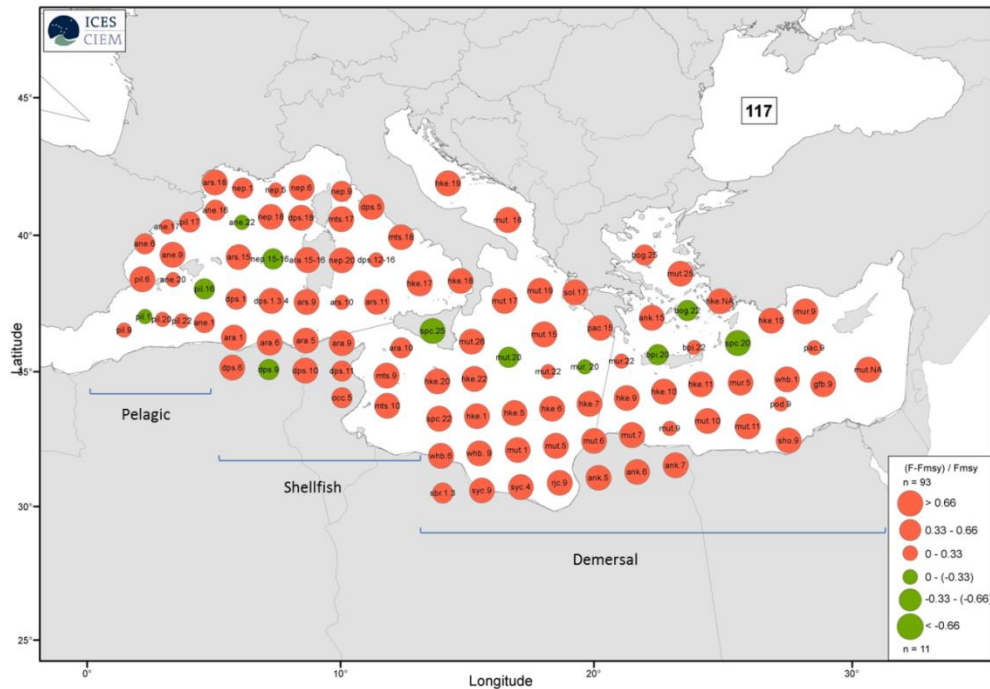 ICES
CIEM
117
45°
40°
35°
30°
25°
Latitude
ars.18 nep.1 nep.5 nep.6 nep.9 hke.19
ane.16 dps.5
ane.17 pil.17 ane.22 nep.18 dps.18 mts.17 mut. 18
ane.6 mts.18
ane.9 ars.15 nep.15-16 ara.15-16 nep.20 dps.12-16 bog.25
pil.6 ane.20 hke.17 hke.18 mut.25
pil.16 dps.1 dps.1.3 4 ars.9 ars.10 ars.11 mut.17 mut.19 sol.17 hke.NA
pil.1 bog.22 mur.9
pil.9 pil.20 pil.22 ane.1 spc.25 mut.15 pac.15 ank.15 hke.15
ara.1 ara.6 ara.5 ara.9 ara.10 mut.26 spc.20
mut.20 mur.22 bpi.20 bpi.22 pac.9
dps.6 dps.9 dps.10 dps.11 mts.9 hke.20 hke.22 mut.22 mur. 20 hke.9 hke.10 hke.11 mur.5 whb.1 gfb.9 mut.NA
occ.5 mts.10 spc.22 hke.1 hke.5 hke.6 hke.7 pod.9
whb.6 whb. 9 mut.1 mut.5 mut.6 mut.7 mut.9 mut.10 mut.11 sho.9
sbr.1 3 syc.9 syc.4 rjc.9 ank.5 ank.6 ank.7
Pelagic
Shellfish
Demersal
(F-Fmsy) / Fmsy
n = 93
> 0.66
0.33 - 0.66
0 - 0.33
0 - (-0.33)
-0.33 - (-0.66)
< -0.66
n = 11
0° 10° 20° 30°
Longitude